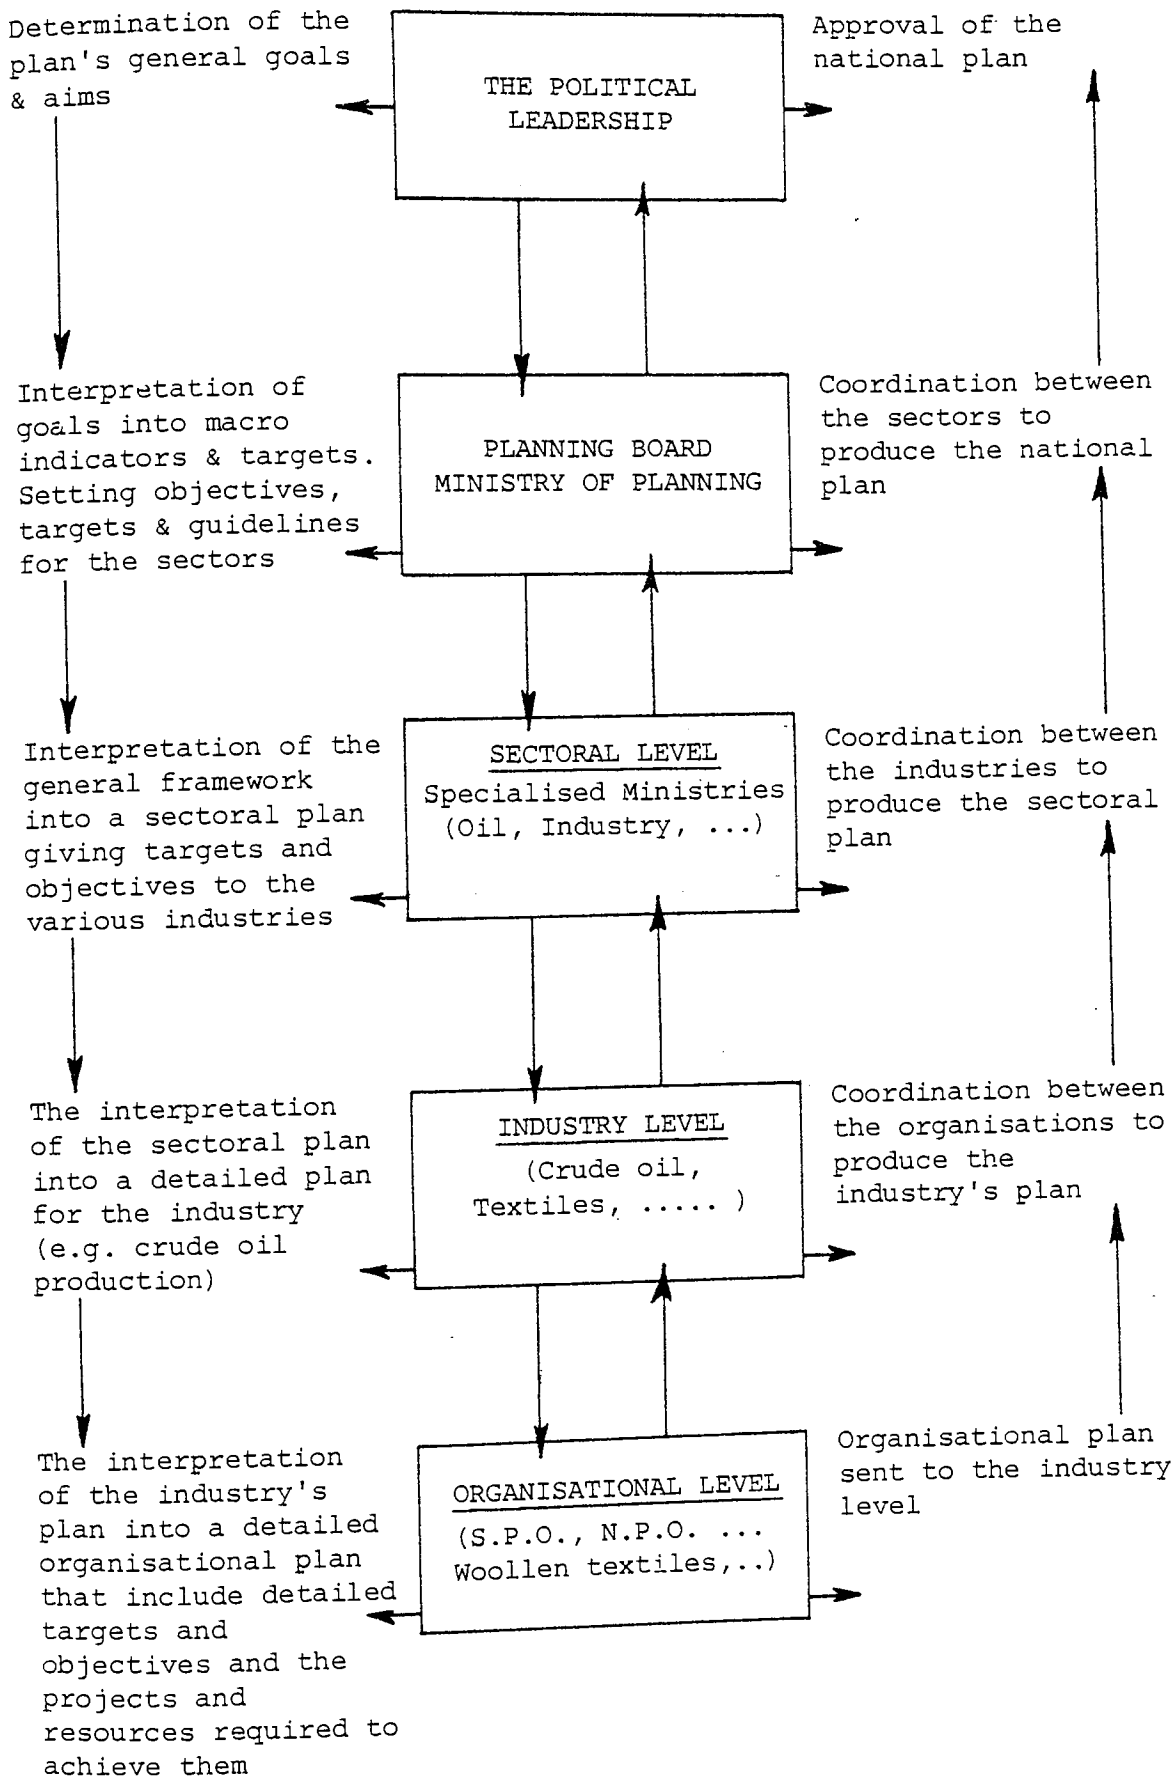 Determination of the
plan's general goals
& aims
THE POLITICAL
LEADERSHIP
Approval of the
national plan
Interpretation of
goals into macro
indicators & targets.
Setting objectives,
targets & guidelines
for the sectors
PLANNING BOARD
MINISTRY OF PLANNING
Coordination between
the sectors to
produce the national
plan
Interpretation of the
general framework
into a sectoral plan
giving targets and
objectives to the
various industries
SECTORAL LEVEL
Specialised Ministries
(Oil, Industry, ...)
Coordination between
the industries to
produce the sectoral
plan
The interpretation
of the sectoral plan
into a detailed plan
for the industry
(e.g. crude oil
production)
INDUSTRY LEVEL
(Crude oil,
Textiles, ..... )
Coordination between
the organisations to
produce the
industry's plan
The interpretation
of the industry's
plan into a detailed
organisational plan
that include detailed
targets and
objectives and the
projects and
resources required to
achieve them
ORGANISATIONAL LEVEL
(S.P.O., N.P.O. ...
Woollen textiles,..)
Organisational plan
sent to the industry
level